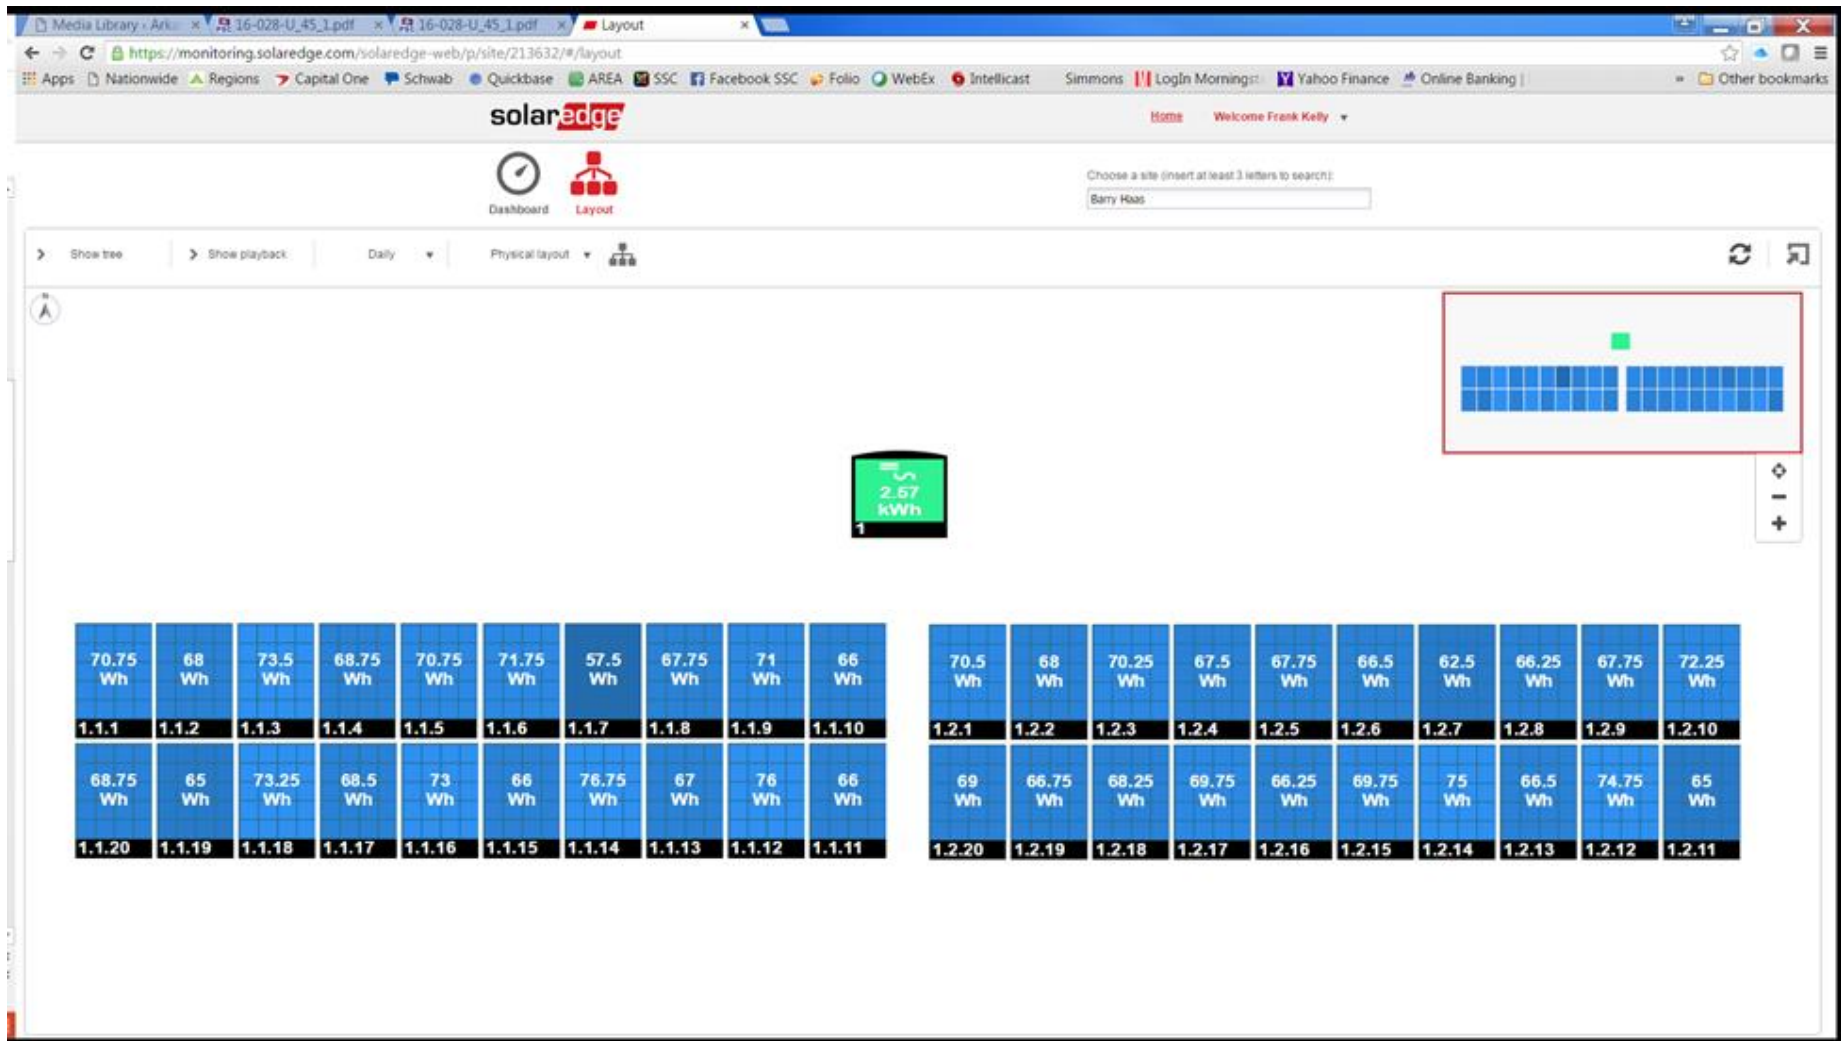 Media Library ‹ Ark
16-028-U_45_1.pdf
16-028-U_45_1.pdf
Layout
https://monitoring.solaredge.com/solaredge-web/p/site/213632/#/layout
Apps Nationwide Regions Capital One Schwab Quickbase AREA SSC Facebook SSC Folio WebEx Intellicast Simmons LogIn Mornings Yahoo Finance Online Banking | » Other bookmarks
solaredge
Home Welcome Frank Kelly
Dashboard Layout
Choose a site (insert at least 3 letters to search):
Barry Haas
Show tree Show playback Daily Physical layout
N
2.57
kWh
1
70.75 68 73.5 68.75 70.75 71.75 57.5 67.75 71 66 70.5 68 70.25 67.5 67.75 66.5 62.5 66.25 67.75 72.25
Wh Wh Wh Wh Wh Wh Wh Wh Wh Wh Wh Wh Wh Wh Wh Wh Wh Wh Wh Wh
1.1.1 1.1.2 1.1.3 1.1.4 1.1.5 1.1.6 1.1.7 1.1.8 1.1.9 1.1.10 1.2.1 1.2.2 1.2.3 1.2.4 1.2.5 1.2.6 1.2.7 1.2.8 1.2.9 1.2.10
68.75 65 73.25 68.5 73 66 76.75 67 76 66 69 66.75 68.25 69.75 66.25 69.75 75 66.5 74.75 65
Wh Wh Wh Wh Wh Wh Wh Wh Wh Wh Wh Wh Wh Wh Wh Wh Wh Wh Wh Wh
1.1.20 1.1.19 1.1.18 1.1.17 1.1.16 1.1.15 1.1.14 1.1.13 1.1.12 1.1.11 1.2.20 1.2.19 1.2.18 1.2.17 1.2.16 1.2.15 1.2.14 1.2.13 1.2.12 1.2.11